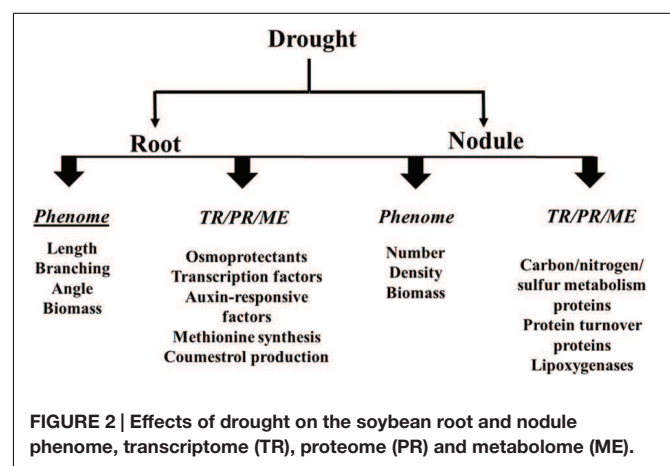 Drought
Root
Nodule
Phenome
Length
Branching
Angle
Biomass
TR/PR/ME
Osmoprotectants
Transcription factors
Auxin-responsive
factors
Methionine synthesis
Coumestrol production
Phenome
Number
Density
Biomass
TR/PR/ME
Carbon/nitrogen/
sulfur metabolism
proteins
Protein turnover
proteins
Lipoxygenases
FIGURE 2 | Effects of drought on the soybean root and nodule
phenome, transcriptome (TR), proteome (PR) and metabolome (ME).